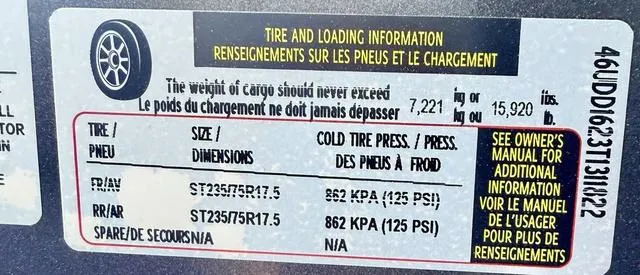 TIRE AND LOADING INFORMATION
RENSEIGNEMENTS SUR LES PNEUS ET LE CHARGEMENT
The weight of cargo should never exceed
Le poids du chargement ne doit jamais dépasser 7,221 kg or kg ou 15,920 lbs. lb.
TIRE / PNEU SIZE / DIMENSIONS COLD TIRE PRESS. / PRESS. DES PNEUS À FROID
FR/AV ST235/75R17.5 862 KPA (125 PSI)
RR/AR ST235/75R17.5 862 KPA (125 PSI)
SPARE/DE SECOURS N/A N/A
SEE OWNER'S
MANUAL FOR
ADDITIONAL
INFORMATION
VOIR LE MANUEL
DE L'USAGER
POUR PLUS DE
RENSEIGNEMENTS